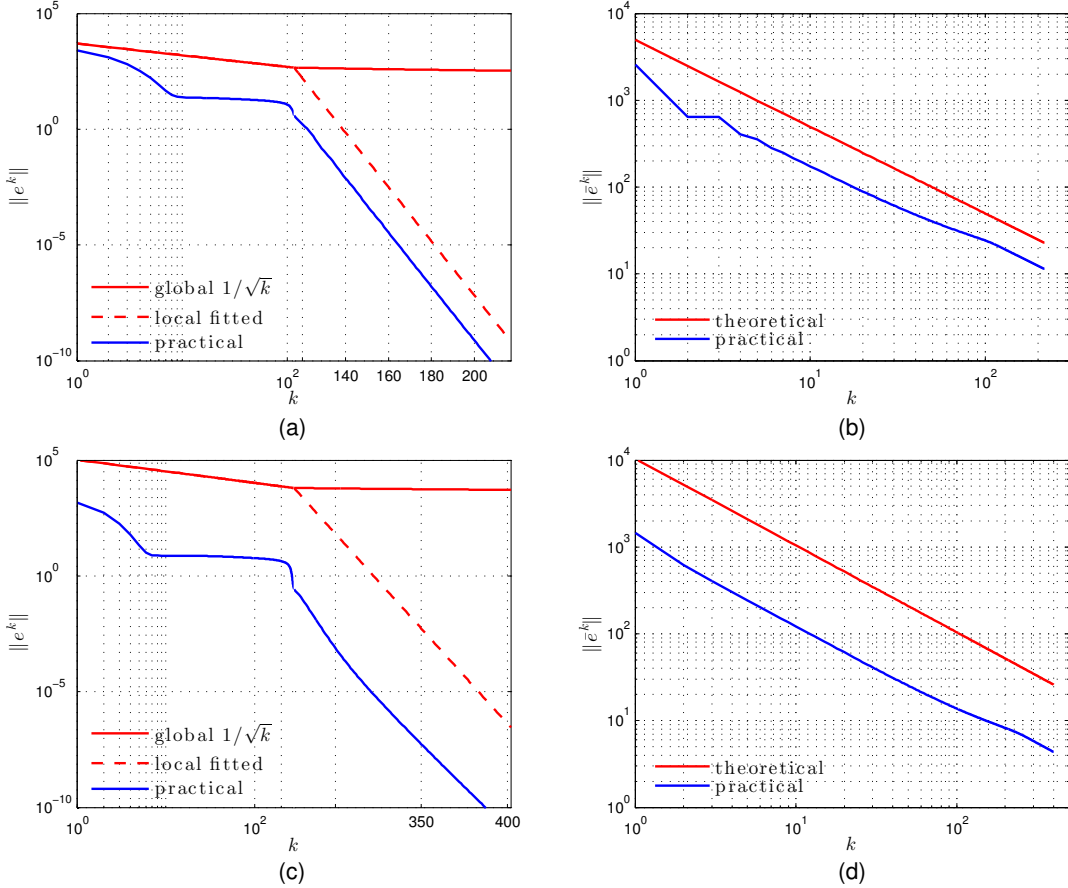 10^5
10^0
10^{-5}
10^{-10}
‖e^k‖
global 1/√k
local fitted
practical
10^0 10^2 140 160 180 200
k
(a)
10^4
10^3
10^2
10^1
10^0
‖ē^k‖
theoretical
practical
10^0 10^1 10^2
k
(b)
10^5
10^0
10^{-5}
10^{-10}
‖e^k‖
global 1/√k
local fitted
practical
10^0 10^2 350 400
k
(c)
10^4
10^3
10^2
10^1
10^0
‖ē^k‖
theoretical
practical
10^0 10^1 10^2
k
(d)